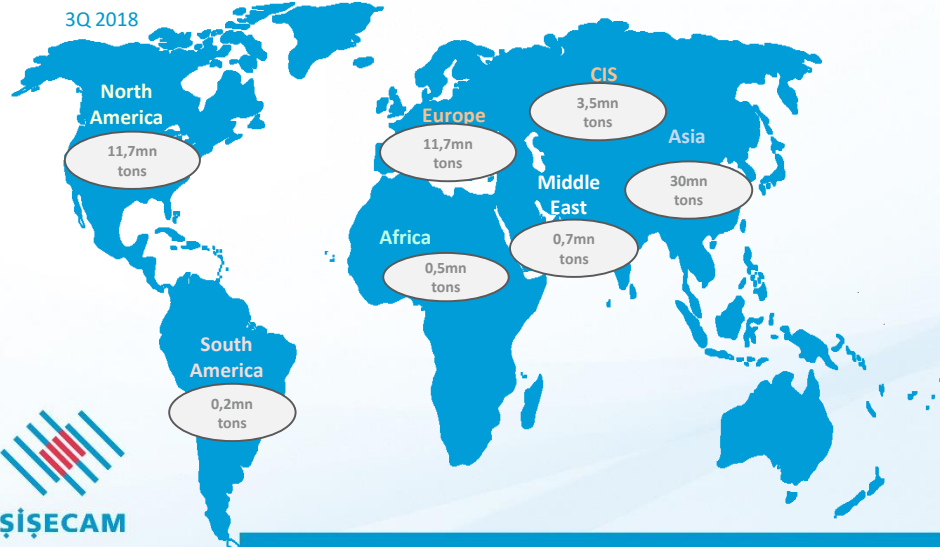 3Q 2018
North
America
11,7mn
tons
Europe
11,7mn
tons
CIS
3,5mn
tons
Asia
30mn
tons
Middle
East
0,7mn
tons
Africa
0,5mn
tons
South
America
0,2mn
tons
ŞİŞECAM